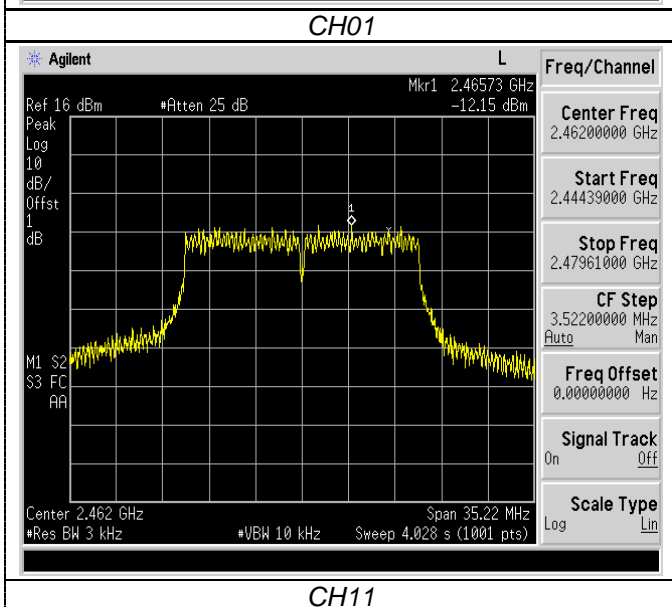 CH01
Agilent L
Mkr1 2.46573 GHz
Ref 16 dBm #Atten 25 dB -12.15 dBm
Peak
Log
10
dB/
Offst
1
dB
1
M1 S2
S3 FC
AA
Center 2.462 GHz Span 35.22 MHz
#Res BW 3 kHz #VBW 10 kHz Sweep 4.028 s (1001 pts)
Freq/Channel
Center Freq
2.46200000 GHz
Start Freq
2.44439000 GHz
Stop Freq
2.47961000 GHz
CF Step
3.52200000 MHz
Auto Man
Freq Offset
0.00000000 Hz
Signal Track
On Off
Scale Type
Log Lin
CH11